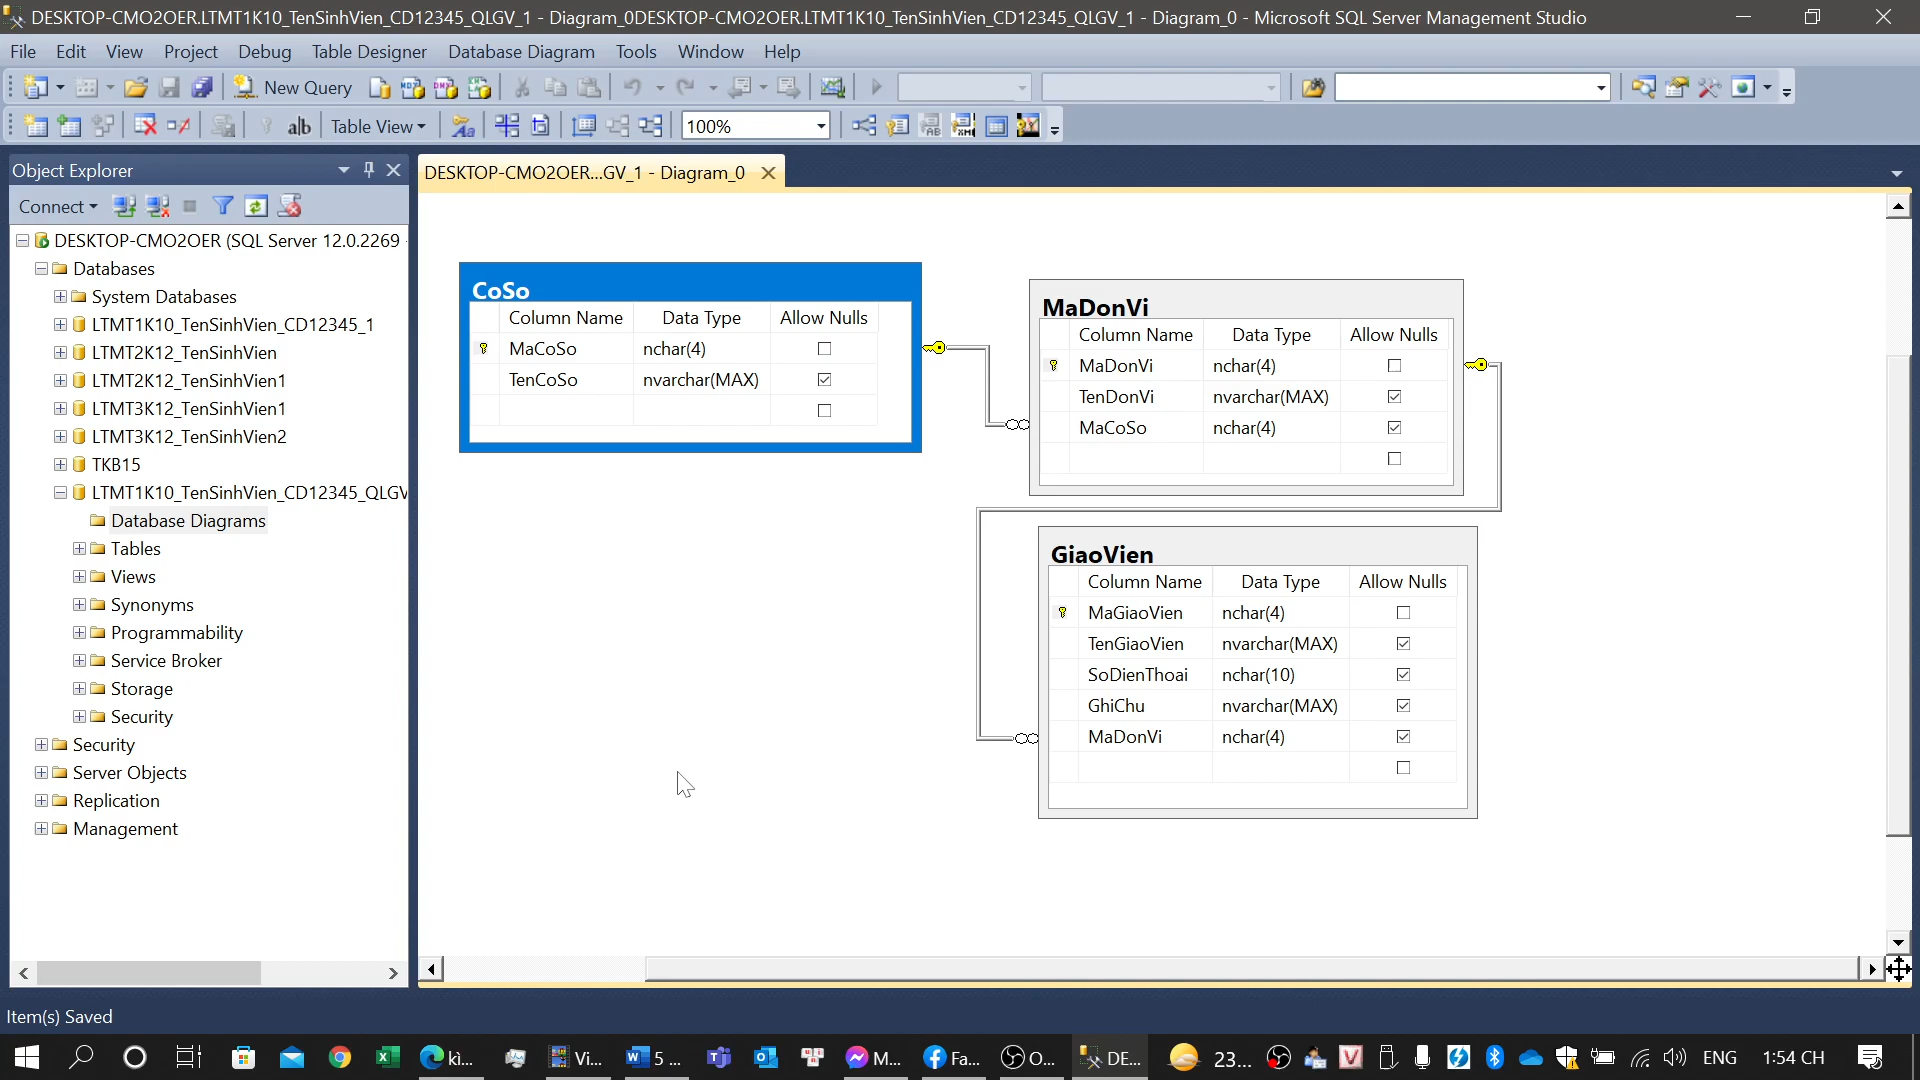 DESKTOP-CMO2OER.LTMT1K10_TenSinhVien_CD12345_QLGV_1 - Diagram_0DESKTOP-CMO2OER.LTMT1K10_TenSinhVien_CD12345_QLGV_1 - Diagram_0 - Microsoft SQL Server Management Studio
File Edit View Project Debug Table Designer Database Diagram Tools Window Help
New Query
Table View 100%
Object Explorer
DESKTOP-CMO2OER...GV_1 - Diagram_0
Connect
DESKTOP-CMO2OER (SQL Server 12.0.2269 -
Databases
System Databases
LTMT1K10_TenSinhVien_CD12345_1
LTMT2K12_TenSinhVien
LTMT2K12_TenSinhVien1
LTMT3K12_TenSinhVien1
LTMT3K12_TenSinhVien2
TKB15
LTMT1K10_TenSinhVien_CD12345_QLGV
Database Diagrams
Tables
Views
Synonyms
Programmability
Service Broker
Storage
Security
Security
Server Objects
Replication
Management
CoSo
Column Name Data Type Allow Nulls
MaCoSo nchar(4)
TenCoSo nvarchar(MAX)
MaDonVi
Column Name Data Type Allow Nulls
MaDonVi nchar(4)
TenDonVi nvarchar(MAX)
MaCoSo nchar(4)
GiaoVien
Column Name Data Type Allow Nulls
MaGiaoVien nchar(4)
TenGiaoVien nvarchar(MAX)
SoDienThoai nchar(10)
GhiChu nvarchar(MAX)
MaDonVi nchar(4)
Item(s) Saved
kì... Vi... 5 ... M... Fa... O... DE... 23... ENG 1:54 CH